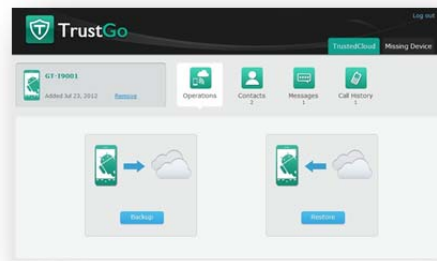 Log out
TrustGo
TrustedCloud Missing Device
GT-I9001
Added Jul 23, 2012 Remove
Operations Contacts Messages Call History
2 1 1
Backup Restore